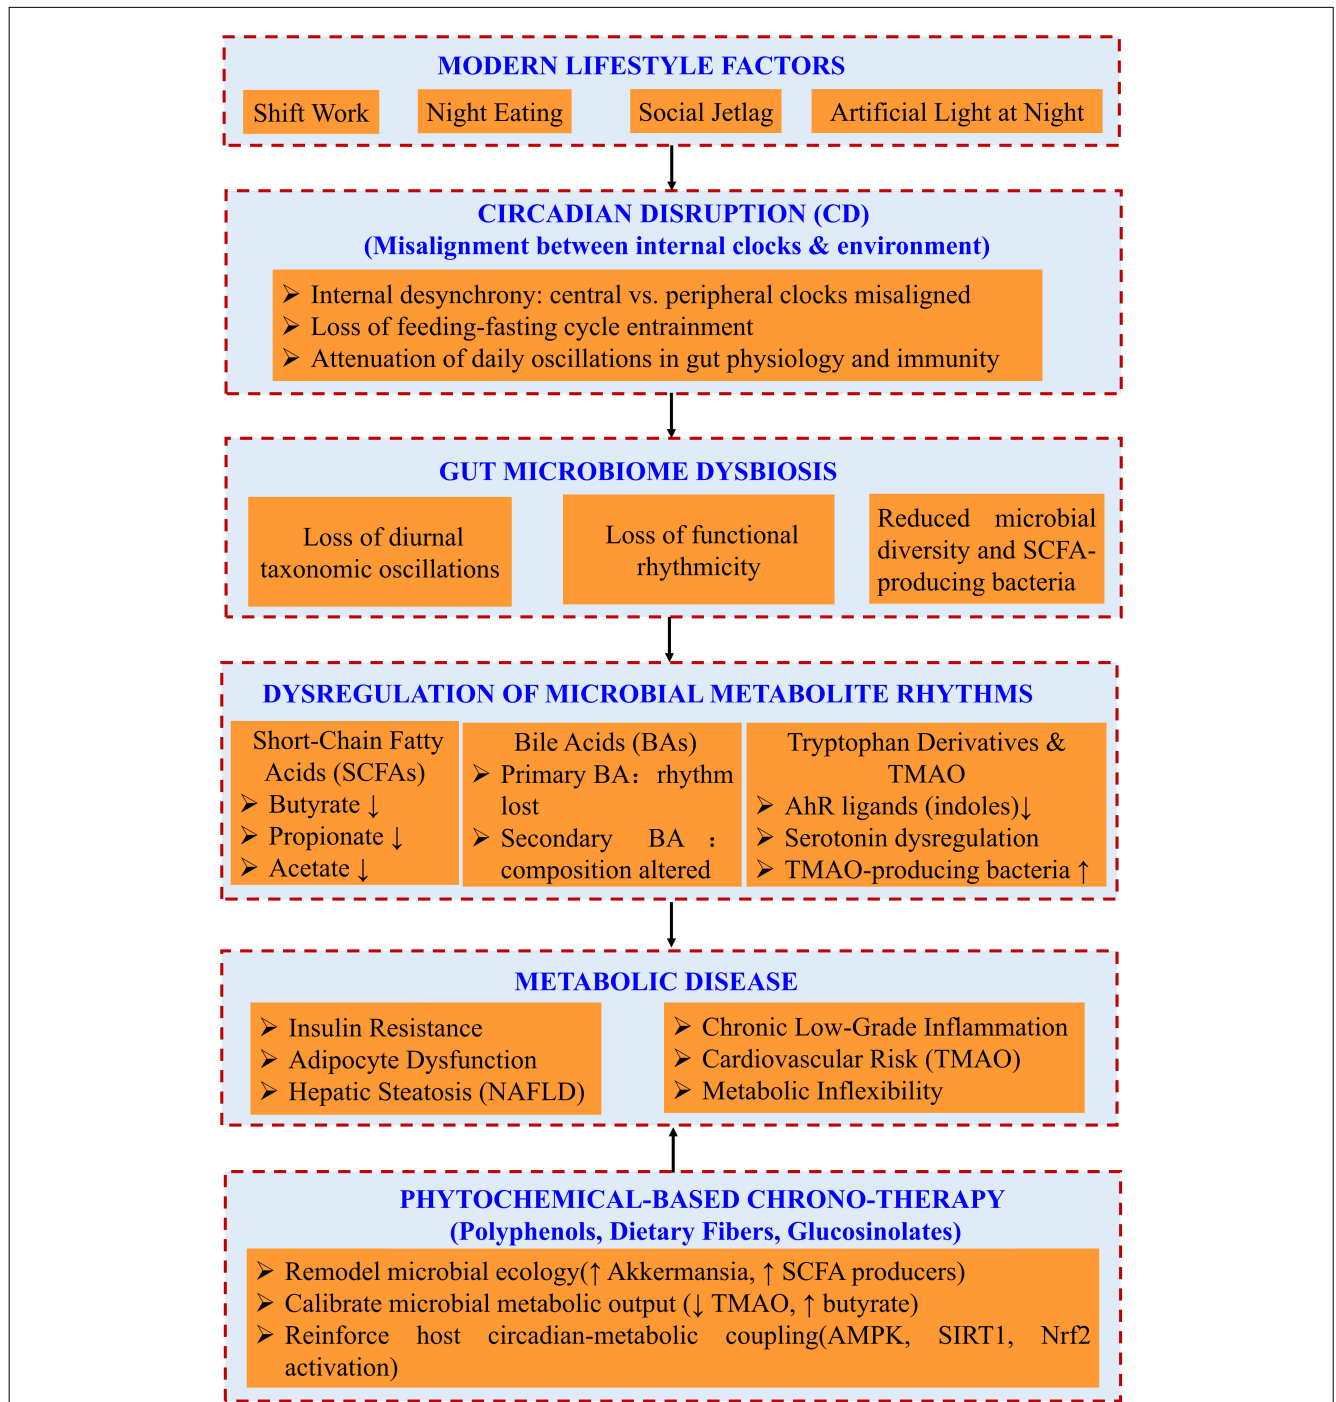 MODERN LIFESTYLE FACTORS
Shift Work
Night Eating
Social Jetlag
Artificial Light at Night
CIRCADIAN DISRUPTION (CD)
(Misalignment between internal clocks & environment)
➢ Internal desynchrony: central vs. peripheral clocks misaligned
➢ Loss of feeding-fasting cycle entrainment
➢ Attenuation of daily oscillations in gut physiology and immunity
GUT MICROBIOME DYSBIOSIS
Loss of diurnal
taxonomic oscillations
Loss of functional
rhythmicity
Reduced microbial
diversity and SCFA-
producing bacteria
DYSREGULATION OF MICROBIAL METABOLITE RHYTHMS
Short-Chain Fatty
Acids (SCFAs)
➢ Butyrate ↓
➢ Propionate ↓
➢ Acetate ↓
Bile Acids (BAs)
➢ Primary BA：rhythm
lost
➢ Secondary BA：
composition altered
Tryptophan Derivatives &
TMAO
➢ AhR ligands (indoles)↓
➢ Serotonin dysregulation
➢ TMAO-producing bacteria ↑
METABOLIC DISEASE
➢ Insulin Resistance
➢ Adipocyte Dysfunction
➢ Hepatic Steatosis (NAFLD)
➢ Chronic Low-Grade Inflammation
➢ Cardiovascular Risk (TMAO)
➢ Metabolic Inflexibility
PHYTOCHEMICAL-BASED CHRONO-THERAPY
(Polyphenols, Dietary Fibers, Glucosinolates)
➢ Remodel microbial ecology(↑ Akkermansia, ↑ SCFA producers)
➢ Calibrate microbial metabolic output (↓ TMAO, ↑ butyrate)
➢ Reinforce host circadian-metabolic coupling(AMPK, SIRT1, Nrf2
activation)